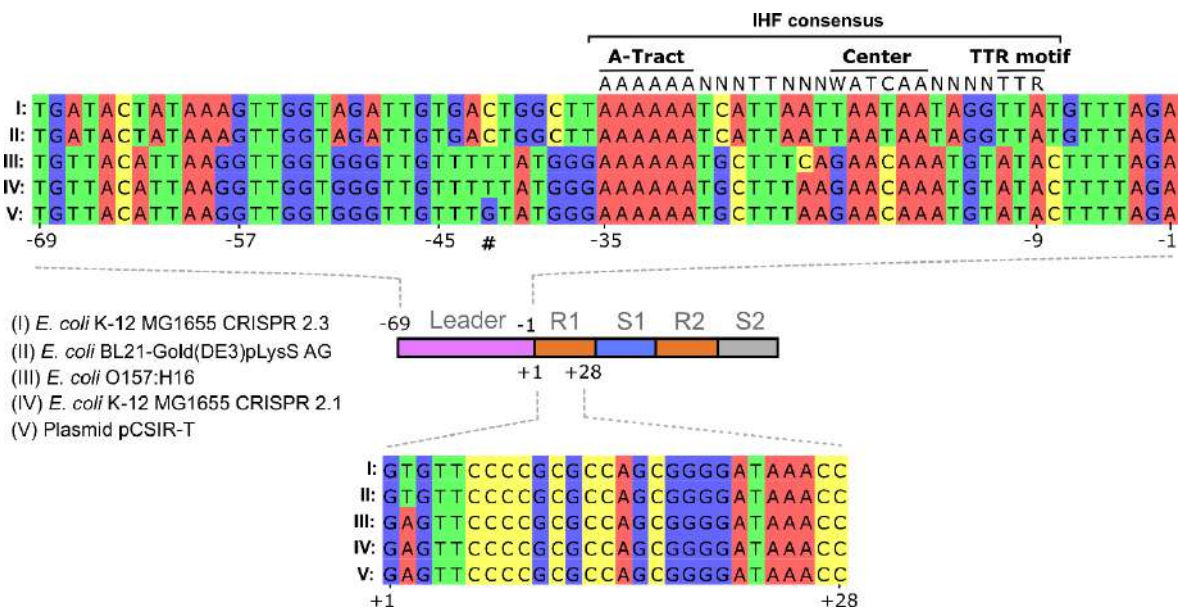 IHF consensus
A-Tract Center TTR motif
AAAAAANNNTTNNNWATCAANNNNTTR
I: TGATACTATAAAGTTGGTAGATTGTGACTGGCTTAAAAAATCATTAATTAATAATAGGTTATGTTTAGA
II: TGATACTATAAAGTTGGTAGATTGTGACTGGCTTAAAAAATCATTAATTAATAATAGGTTATGTTTAGA
III: TGTTACATTAAGGTTGGTGGGTTGTTTTTATGGGAAAAAATGCTTTCAGAACAAATGTATACTTTTAGA
IV: TGTTACATTAAGGTTGGTGGGTTGTTTTTATGGGAAAAAATGCTTTAAGAACAAATGTATACTTTTAGA
V: TGTTACATTAAGGTTGGTGGGTTGTTTGTATGGGAAAAAATGCTTTAAGAACAAATGTATACTTTTAGA
-69 -57 -45 # -35 -9 -1
(I) E. coli K-12 MG1655 CRISPR 2.3
(II) E. coli BL21-Gold(DE3)pLysS AG
(III) E. coli O157:H16
(IV) E. coli K-12 MG1655 CRISPR 2.1
(V) Plasmid pCSIR-T
-69 Leader -1 R1 S1 R2 S2
+1 +28
I: GTGTTCCCCGCGCCAGCGGGGATAAACC
II: GTGTTCCCCGCGCCAGCGGGGATAAACC
III: GAGTTCCCCGCGCCAGCGGGGATAAACC
IV: GAGTTCCCCGCGCCAGCGGGGATAAACC
V: GAGTTCCCCGCGCCAGCGGGGATAAACC
+1 +28